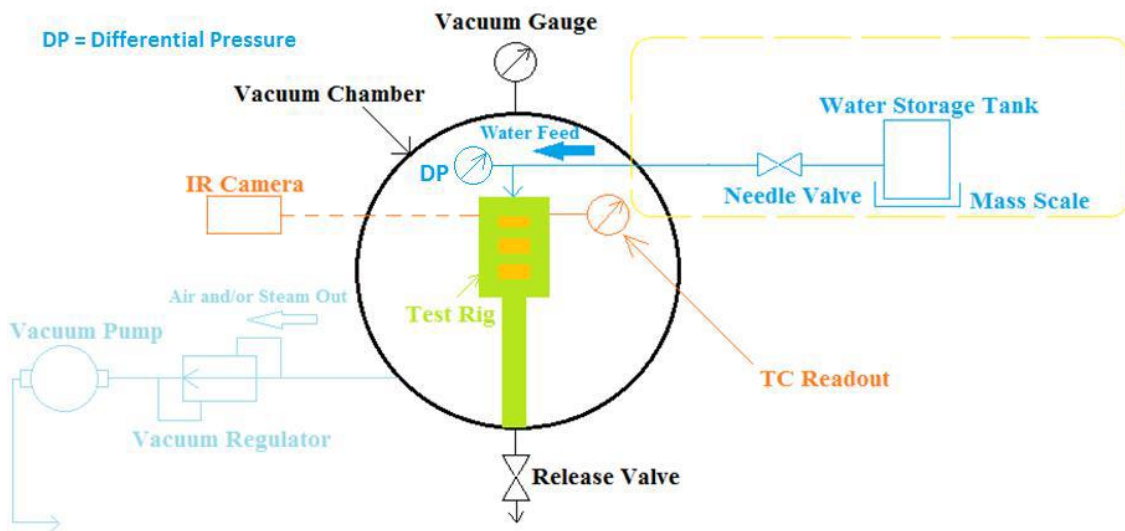 DP = Differential Pressure
Vacuum Gauge
Vacuum Chamber
Water Storage Tank
Water Feed
DP
IR Camera
Needle Valve
Mass Scale
Air and/or Steam Out
Test Rig
Vacuum Pump
TC Readout
Vacuum Regulator
Release Valve